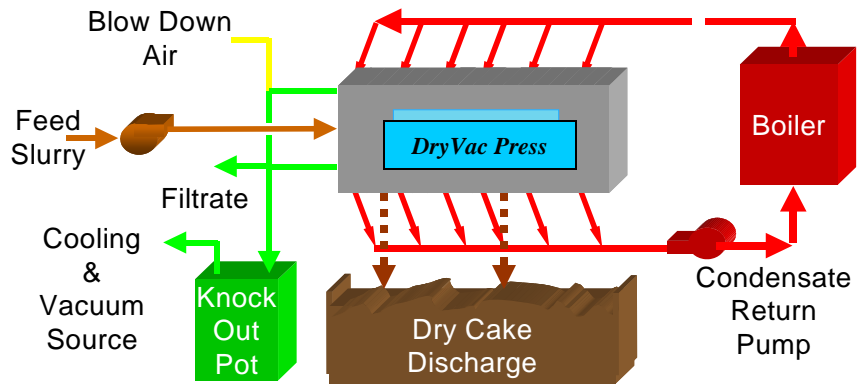 Blow Down
Air
Feed
Slurry
DryVac Press
Boiler
Filtrate
Cooling
&
Vacuum
Source
Knock
Out
Pot
Dry Cake
Discharge
Condensate
Return
Pump